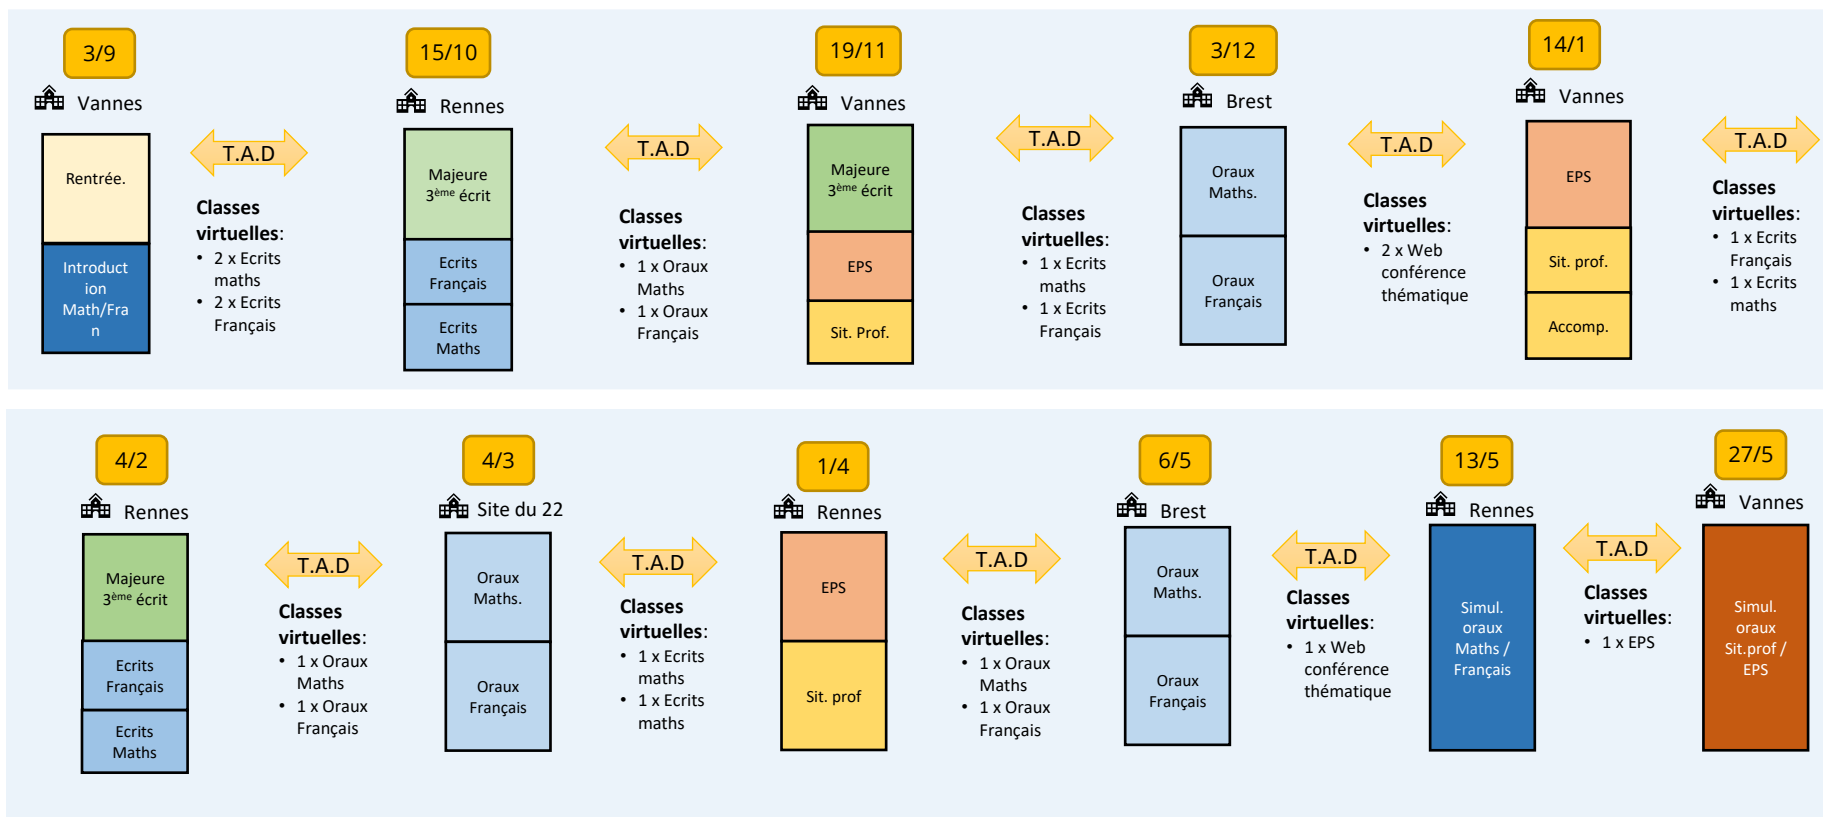 3/9
Vannes
Rentrée.
Introduct
ion
Math/Fra
n
T.A.D
Classes
virtuelles:
• 2 x Ecrits
maths
• 2 x Ecrits
Français
15/10
Rennes
Majeure
3ème écrit
Ecrits
Français
Ecrits
Maths
T.A.D
Classes
virtuelles:
• 1 x Oraux
Maths
• 1 x Oraux
Français
19/11
Vannes
Majeure
3ème écrit
EPS
Sit. Prof.
T.A.D
Classes
virtuelles:
• 1 x Ecrits
maths
• 1 x Ecrits
Français
3/12
Brest
Oraux
Maths.
Oraux
Français
T.A.D
Classes
virtuelles:
• 2 x Web
conférence
thématique
14/1
Vannes
EPS
Sit. prof.
Accomp.
T.A.D
Classes
virtuelles:
• 1 x Ecrits
Français
• 1 x Ecrits
maths
4/2
Rennes
Majeure
3ème écrit
Ecrits
Français
Ecrits
Maths
T.A.D
Classes
virtuelles:
• 1 x Oraux
Maths
• 1 x Oraux
Français
4/3
Site du 22
Oraux
Maths.
Oraux
Français
T.A.D
Classes
virtuelles:
• 1 x Ecrits
maths
• 1 x Ecrits
maths
1/4
Rennes
EPS
Sit. prof
T.A.D
Classes
virtuelles:
• 1 x Oraux
Maths
• 1 x Oraux
Français
6/5
Brest
Oraux
Maths.
Oraux
Français
T.A.D
Classes
virtuelles:
• 1 x Web
conférence
thématique
13/5
Rennes
Simul.
oraux
Maths /
Français
T.A.D
Classes
virtuelles:
• 1 x EPS
27/5
Vannes
Simul.
oraux
Sit.prof /
EPS